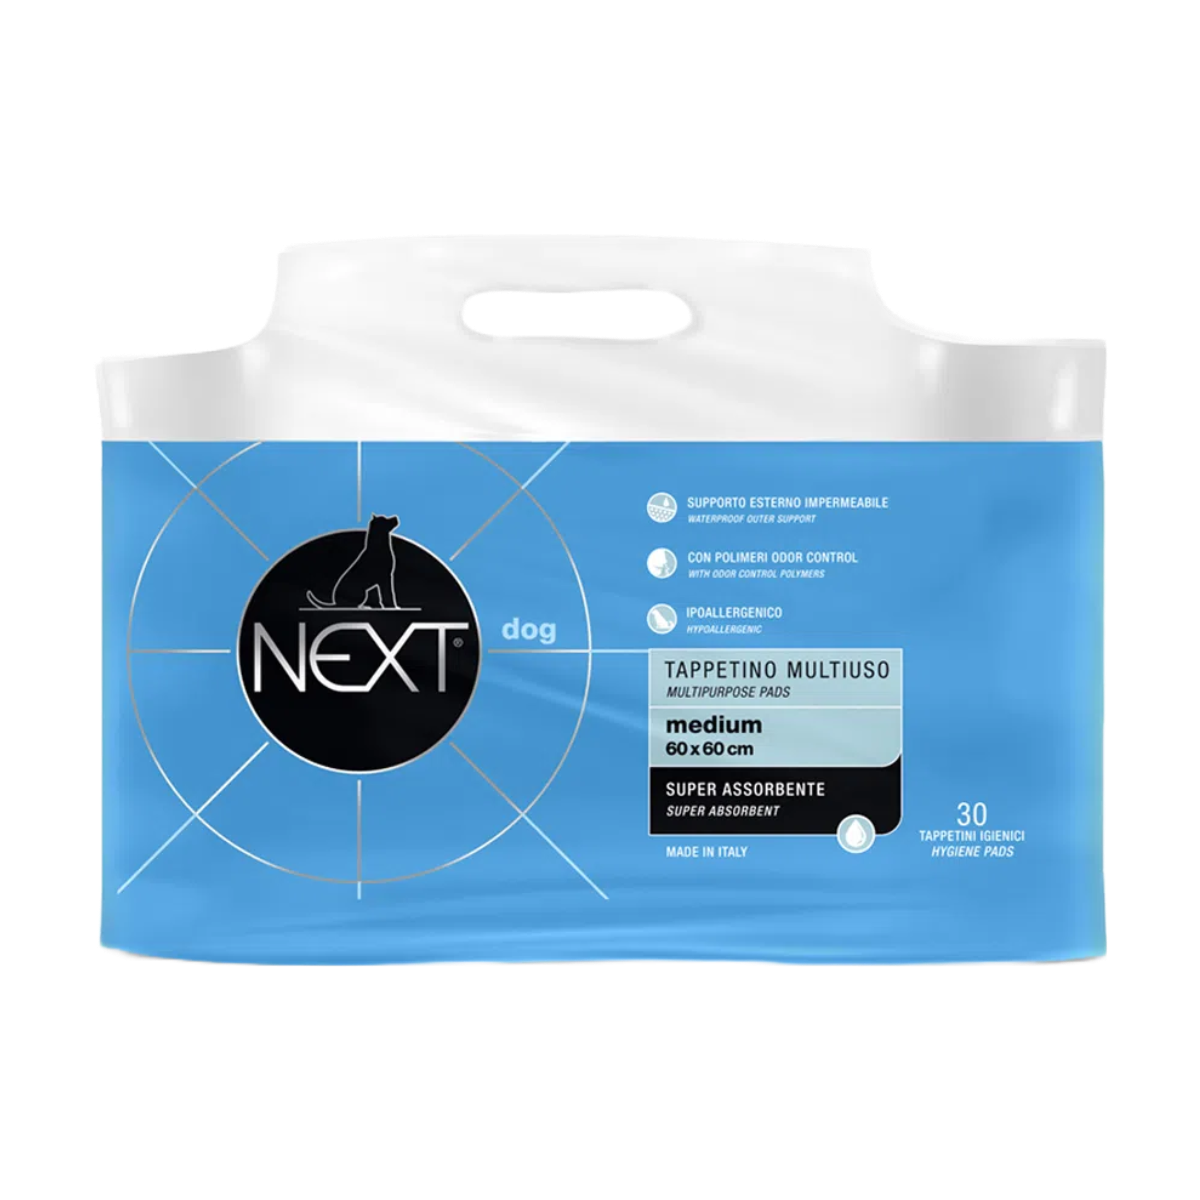 NEXT®
dog
SUPPORTO ESTERNO IMPERMEABILE
WATERPROOF OUTER SUPPORT
CON POLIMERI ODOR CONTROL
WITH ODOR CONTROL POLYMERS
IPOALLERGENICO
HYPOALLERGENIC
TAPPETINO MULTIUSO
MULTIPURPOSE PADS
medium
60 x 60 cm
SUPER ASSORBENTE
SUPER ABSORBENT
MADE IN ITALY
30
TAPPETINI IGIENICI
HYGIENE PADS